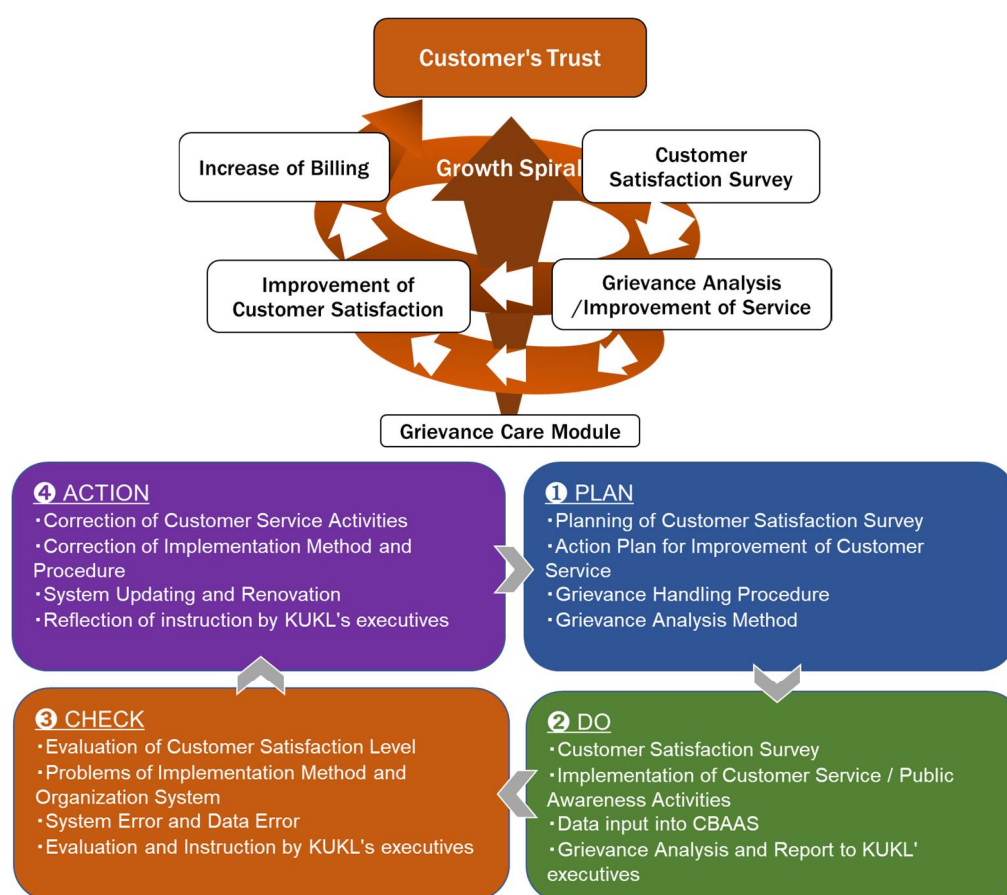 Customer's Trust
Increase of Billing
Growth Spiral
Customer
Satisfaction Survey
Improvement of
Customer Satisfaction
Grievance Analysis
/Improvement of Service
Grievance Care Module
❹ ACTION
・Correction of Customer Service Activities
・Correction of Implementation Method and
Procedure
・System Updating and Renovation
・Reflection of instruction by KUKL's executives
❶ PLAN
・Planning of Customer Satisfaction Survey
・Action Plan for Improvement of Customer
Service
・Grievance Handling Procedure
・Grievance Analysis Method
❸ CHECK
・Evaluation of Customer Satisfaction Level
・Problems of Implementation Method and
Organization System
・System Error and Data Error
・Evaluation and Instruction by KUKL's executives
❷ DO
・Customer Satisfaction Survey
・Implementation of Customer Service / Public
Awareness Activities
・Data input into CBAAS
・Grievance Analysis and Report to KUKL'
executives